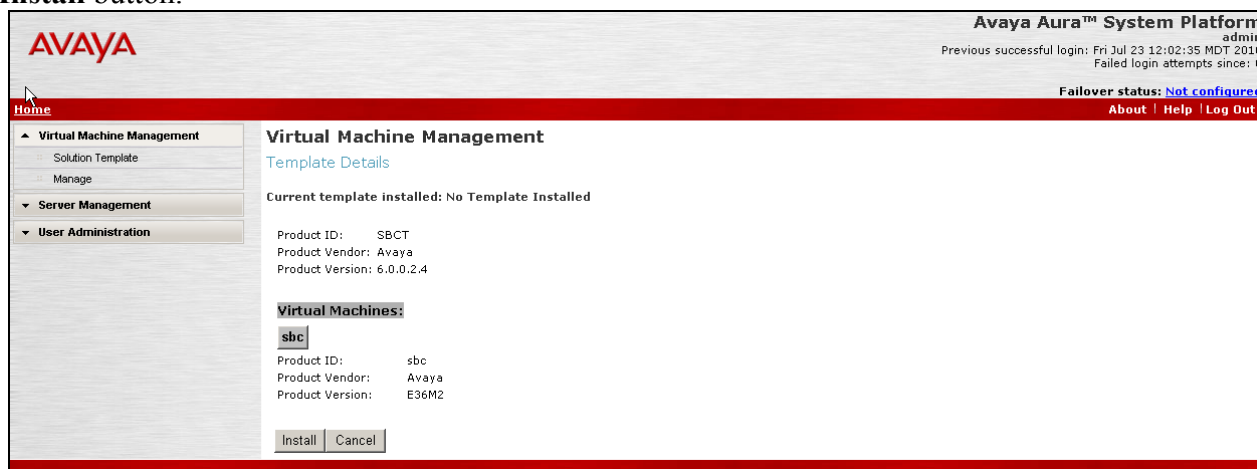 Install button.
AVAYA
Avaya Aura™ System Platform
admin
Previous successful login: Fri Jul 23 12:02:35 MDT 201
Failed login attempts since:
Failover status: Not configured
Home
About | Help | Log Out
Virtual Machine Management
Solution Template
Manage
Server Management
User Administration
Virtual Machine Management
Template Details
Current template installed: No Template Installed
Product ID: SBCT
Product Vendor: Avaya
Product Version: 6.0.0.2.4
Virtual Machines:
sbc
Product ID: sbc
Product Vendor: Avaya
Product Version: E36M2
Install Cancel